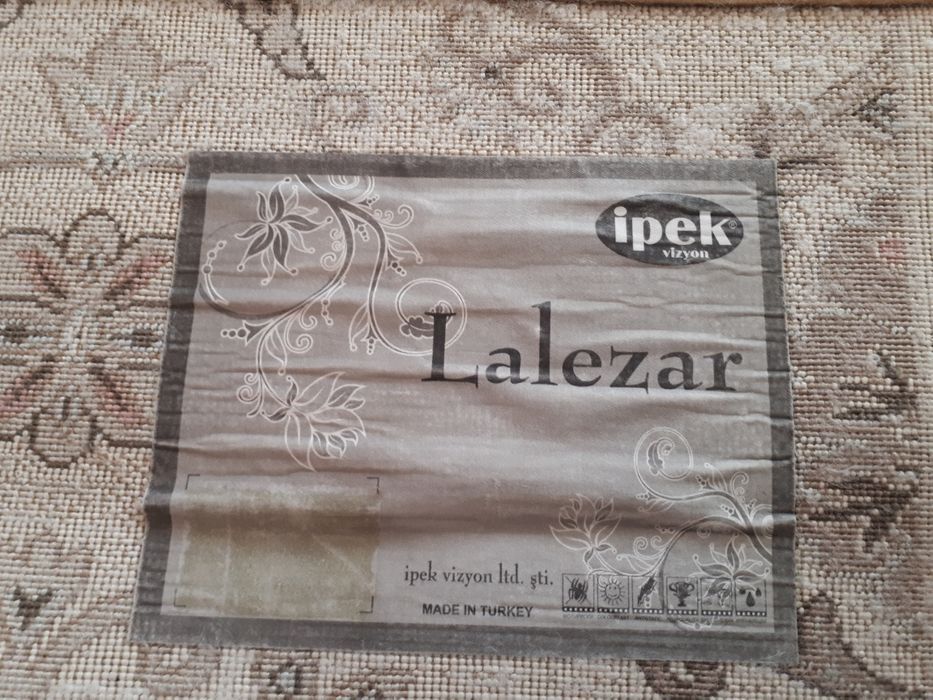 ipek®
vizyon
Lalezar
ipek vizyon ltd. şti.
MADE IN TURKEY